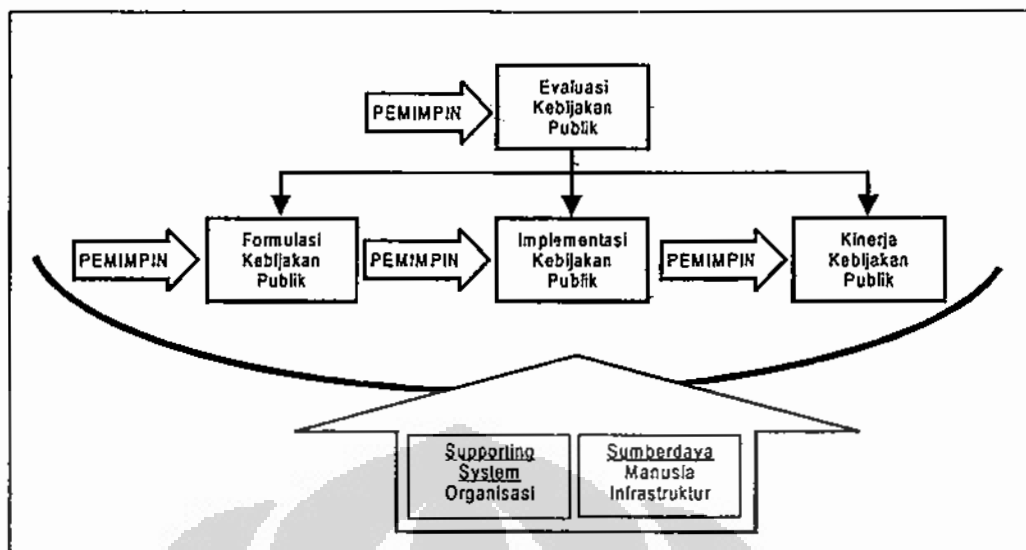 PEMIMPIN
Evaluasi
Kebijakan
Publik
PEMIMPIN
Formulasi
Kebijakan
Publik
PEMIMPIN
Implementasi
Kebijakan
Publik
PEMIMPIN
Kinerja
Kebijakan
Publik
Supporting
System
Organisasi
Sumberdaya
Manusia
Infrastruktur